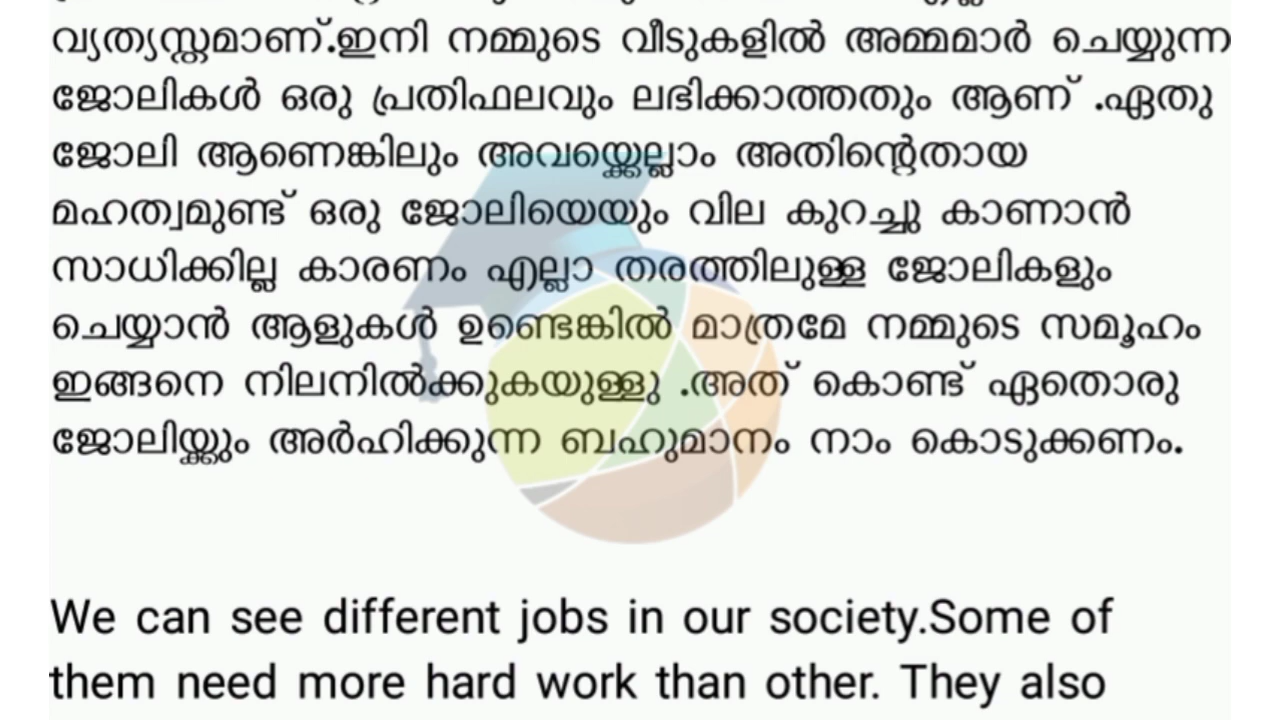 വ്യത്യസ്തമാണ്.ഇനി നമ്മുടെ വീടുകളിൽ അമ്മമാർ ചെയ്യുന്ന
ജോലികൾ ഒരു പ്രതിഫലവും ലഭിക്കാത്തതും ആണ് .ഏതു
ജോലി ആണെങ്കിലും അവയ്ക്കെല്ലാം അതിന്റെതായ
മഹത്വമുണ്ട് ഒരു ജോലിയെയും വില കുറച്ചു കാണാൻ
സാധിക്കില്ല കാരണം എല്ലാ തരത്തിലുള്ള ജോലികളും
ചെയ്യാൻ ആളുകൾ ഉണ്ടെങ്കിൽ മാത്രമേ നമ്മുടെ സമൂഹം
ഇങ്ങനെ നിലനിൽക്കുകയുള്ളു .അത് കൊണ്ട് ഏതൊരു
ജോലിയ്ക്കും അർഹിക്കുന്ന ബഹുമാനം നാം കൊടുക്കണം.
We can see different jobs in our society.Some of
them need more hard work than other. They also